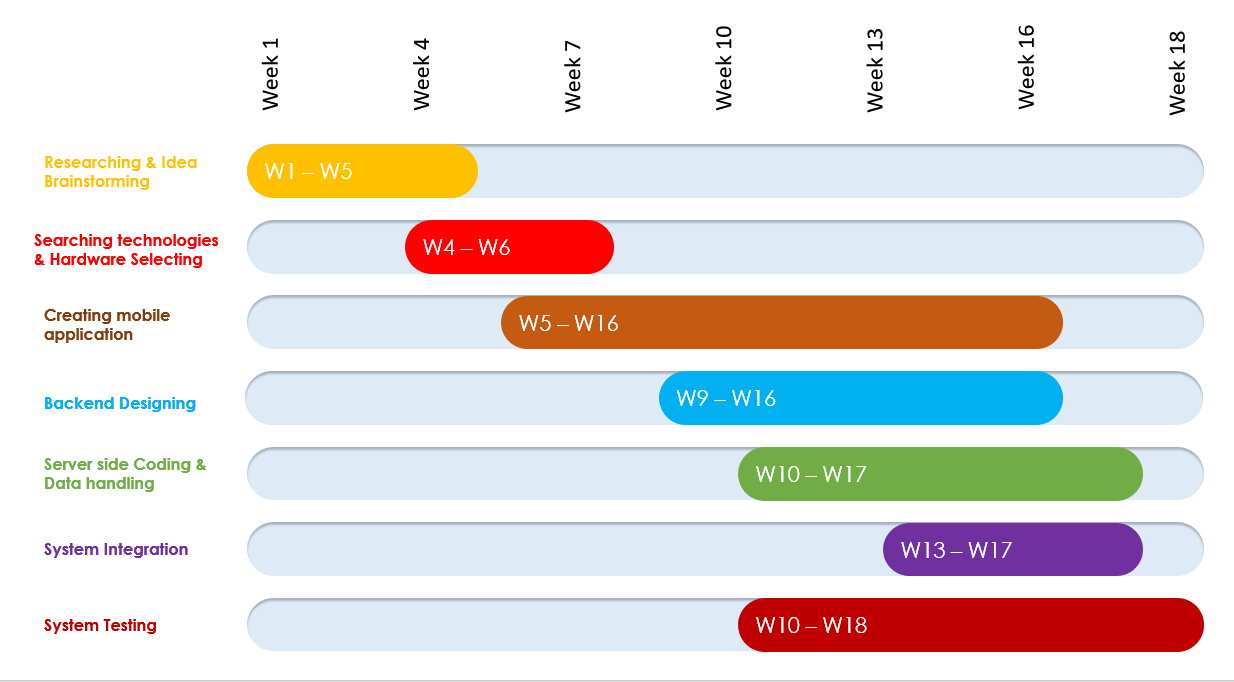 Week 1
Week 4
Week 7
Week 10
Week 13
Week 16
Week 18
Researching & Idea
Brainstorming
W1 – W5
Searching technologies
& Hardware Selecting
W4 – W6
Creating mobile
application
W5 – W16
Backend Designing
W9 – W16
Server side Coding &
Data handling
W10 – W17
System Integration
W13 – W17
System Testing
W10 – W18